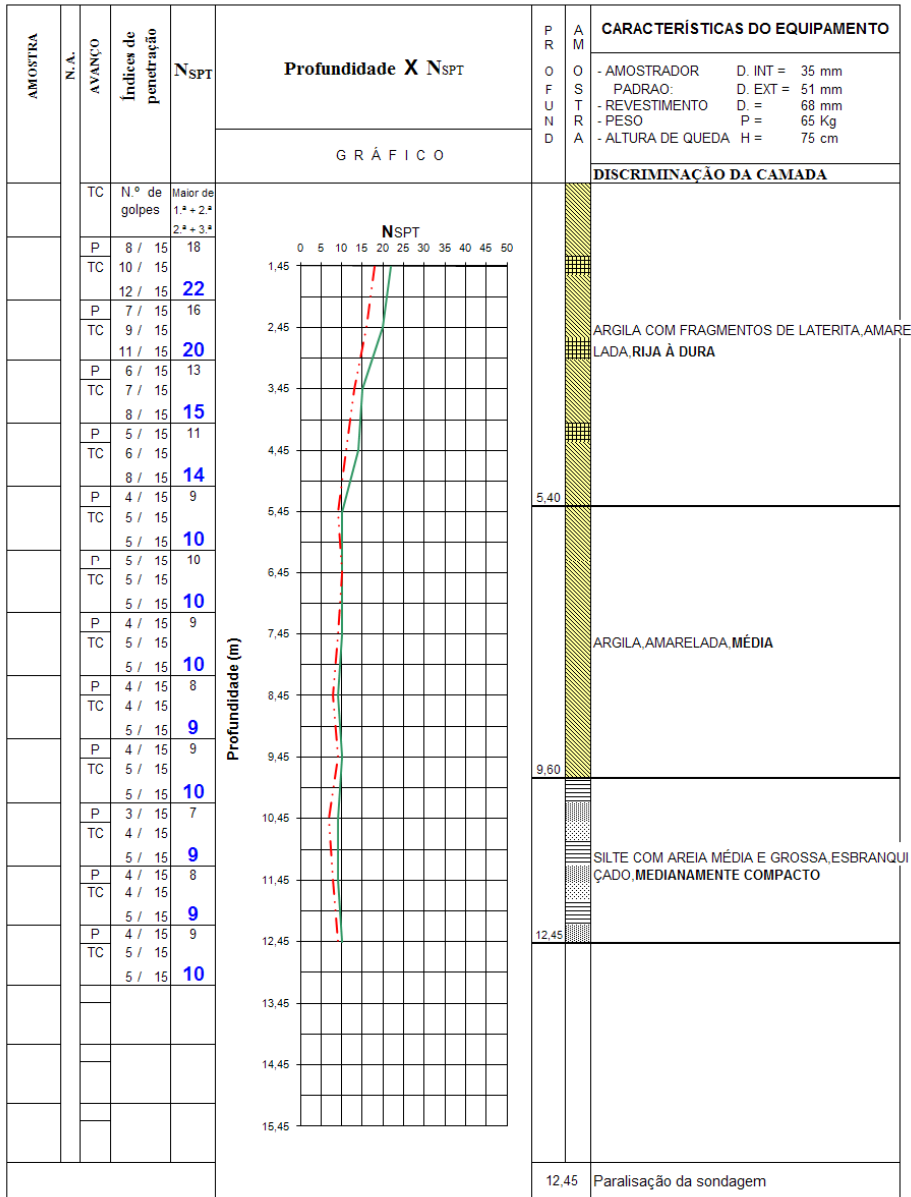 AMOSTRA
N.A.
AVANÇO
Índices de penetração
NSPT
Profundidade X NSPT
GRÁFICO
PROFUND
AMOSTRA
CARACTERÍSTICAS DO EQUIPAMENTO
- AMOSTRADOR D. INT = 35 mm
PADRAO: D. EXT = 51 mm
- REVESTIMENTO D. = 68 mm
- PESO P = 65 Kg
- ALTURA DE QUEDA H = 75 cm
DISCRIMINAÇÃO DA CAMADA
TC N.º de golpes Maior de
1.ª + 2.ª
2.ª + 3.ª
P 8 / 15 18
TC 10 / 15
12 / 15 22
P 7 / 15 16
TC 9 / 15
11 / 15 20
P 6 / 15 13
TC 7 / 15
8 / 15 15
P 5 / 15 11
TC 6 / 15
8 / 15 14
P 4 / 15 9
TC 5 / 15
5 / 15 10
P 5 / 15 10
TC 5 / 15
5 / 15 10
P 4 / 15 9
TC 5 / 15
5 / 15 10
P 4 / 15 8
TC 4 / 15
5 / 15 9
P 4 / 15 9
TC 5 / 15
5 / 15 10
P 3 / 15 7
TC 4 / 15
5 / 15 9
P 4 / 15 8
TC 4 / 15
5 / 15 9
P 4 / 15 9
TC 5 / 15
5 / 15 10
NSPT
0 5 10 15 20 25 30 35 40 45 50
Profundidade (m)
1,45
2,45
3,45
4,45
5,45
6,45
7,45
8,45
9,45
10,45
11,45
12,45
13,45
14,45
15,45
ARGILA COM FRAGMENTOS DE LATERITA,AMARE
LADA,RIJA À DURA
5,40
ARGILA,AMARELADA,MÉDIA
9,60
SILTE COM AREIA MÉDIA E GROSSA,ESBRANQUI
ÇADO,MEDIANAMENTE COMPACTO
12,45
12,45 Paralisação da sondagem